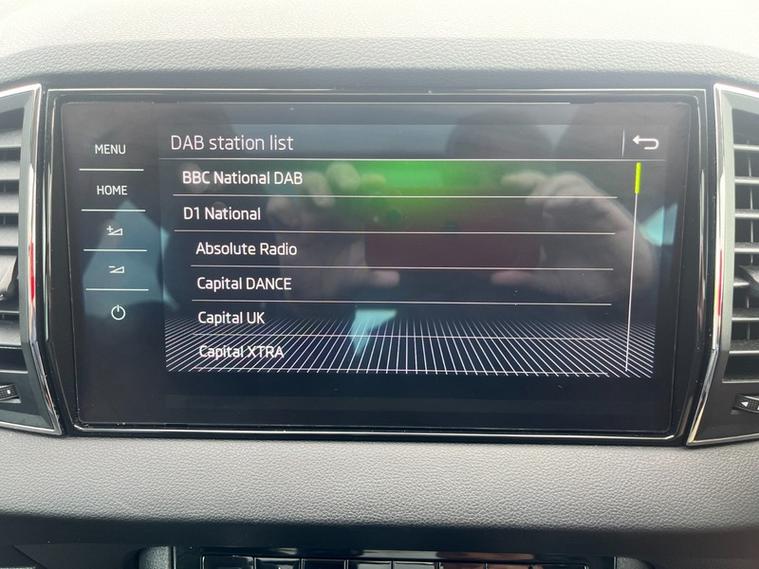 DAB station list
MENU
BBC National DAB
HOME
D1 National
Absolute Radio
Capital DANCE
Capital UK
Capital XTRA